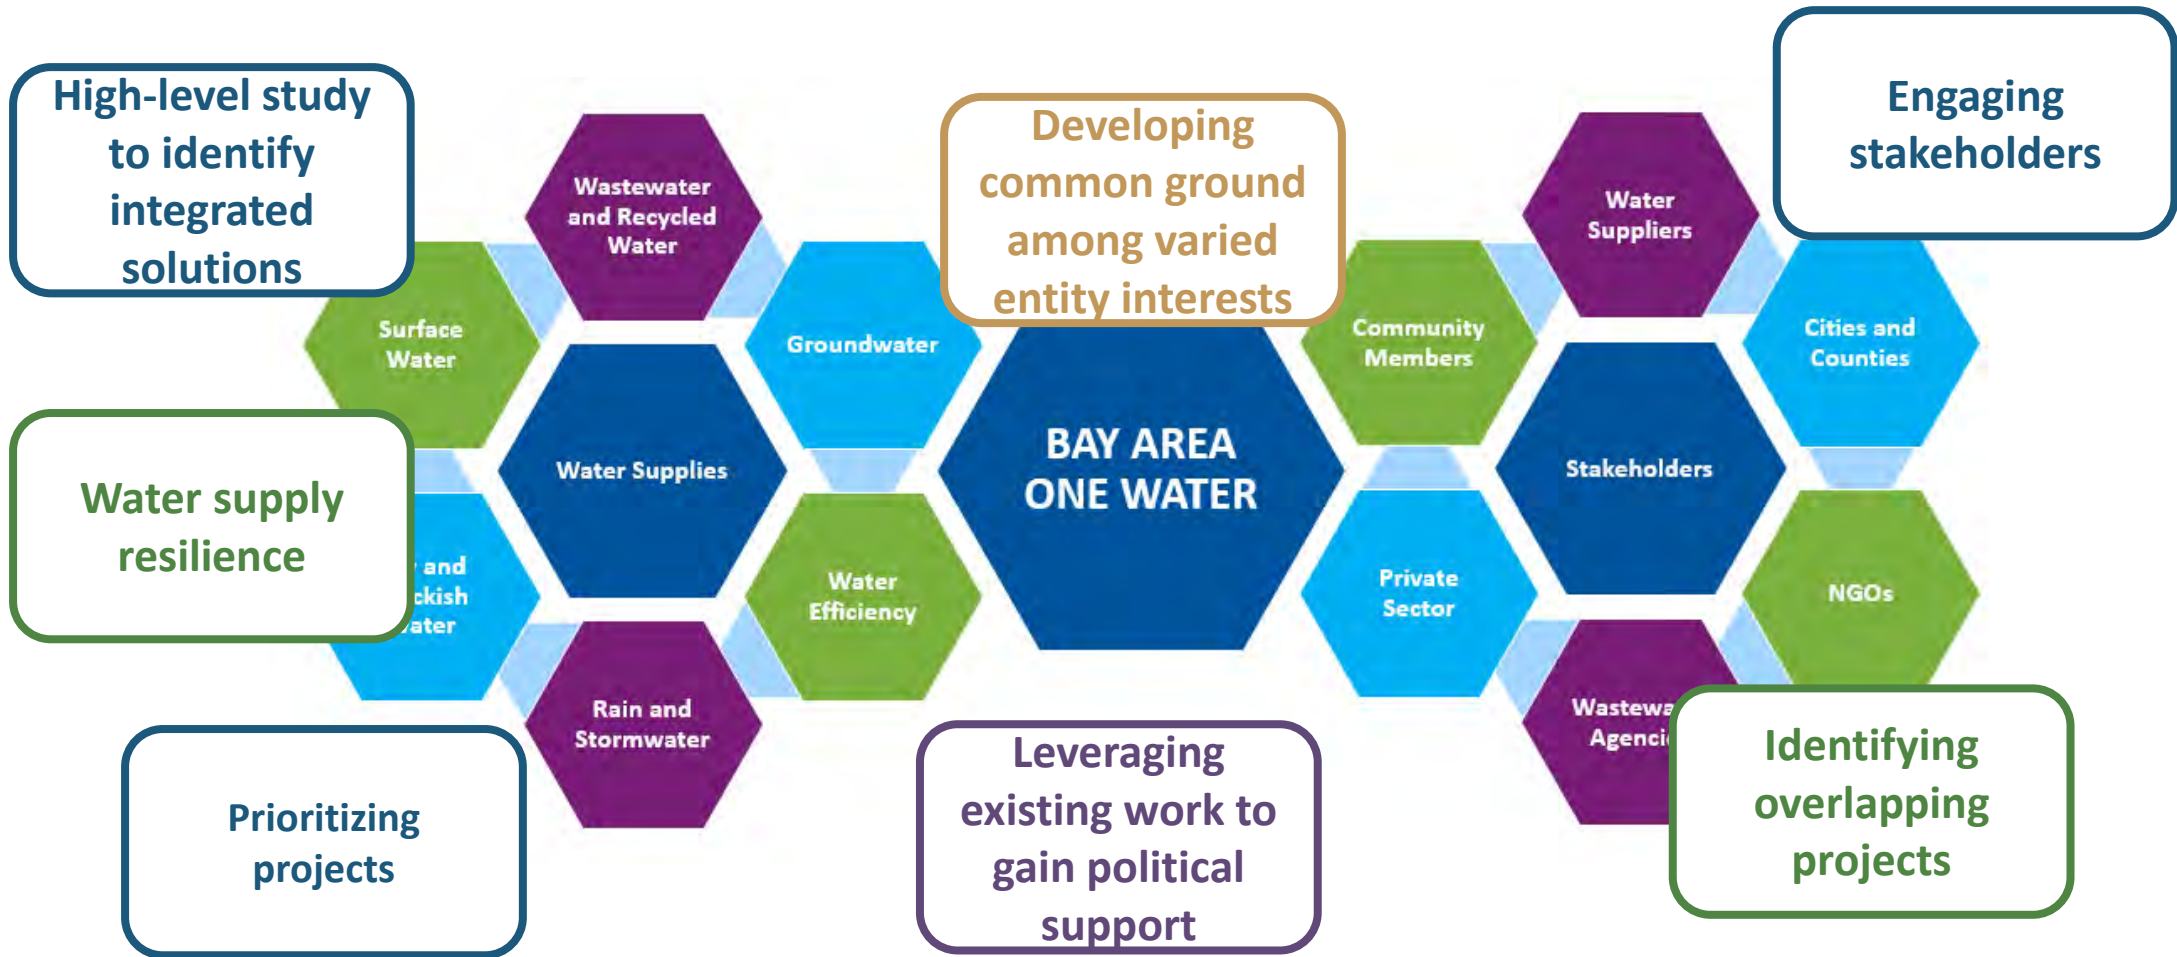 High-level study
to identify
integrated
solutions
Wastewater
and Recycled
Water
Surface
Water
Groundwater
Water Supplies
Water supply
resilience
and
Water
Efficiency
Rain and
Stormwater
Prioritizing
projects
Developing
common ground
among varied
entity interests
BAY AREA
ONE WATER
Leveraging
existing work to
gain political
support
Engaging
stakeholders
Water
Suppliers
Community
Members
Cities and
Counties
Stakeholders
Private
Sector
NGOs
Identifying
overlapping
projects